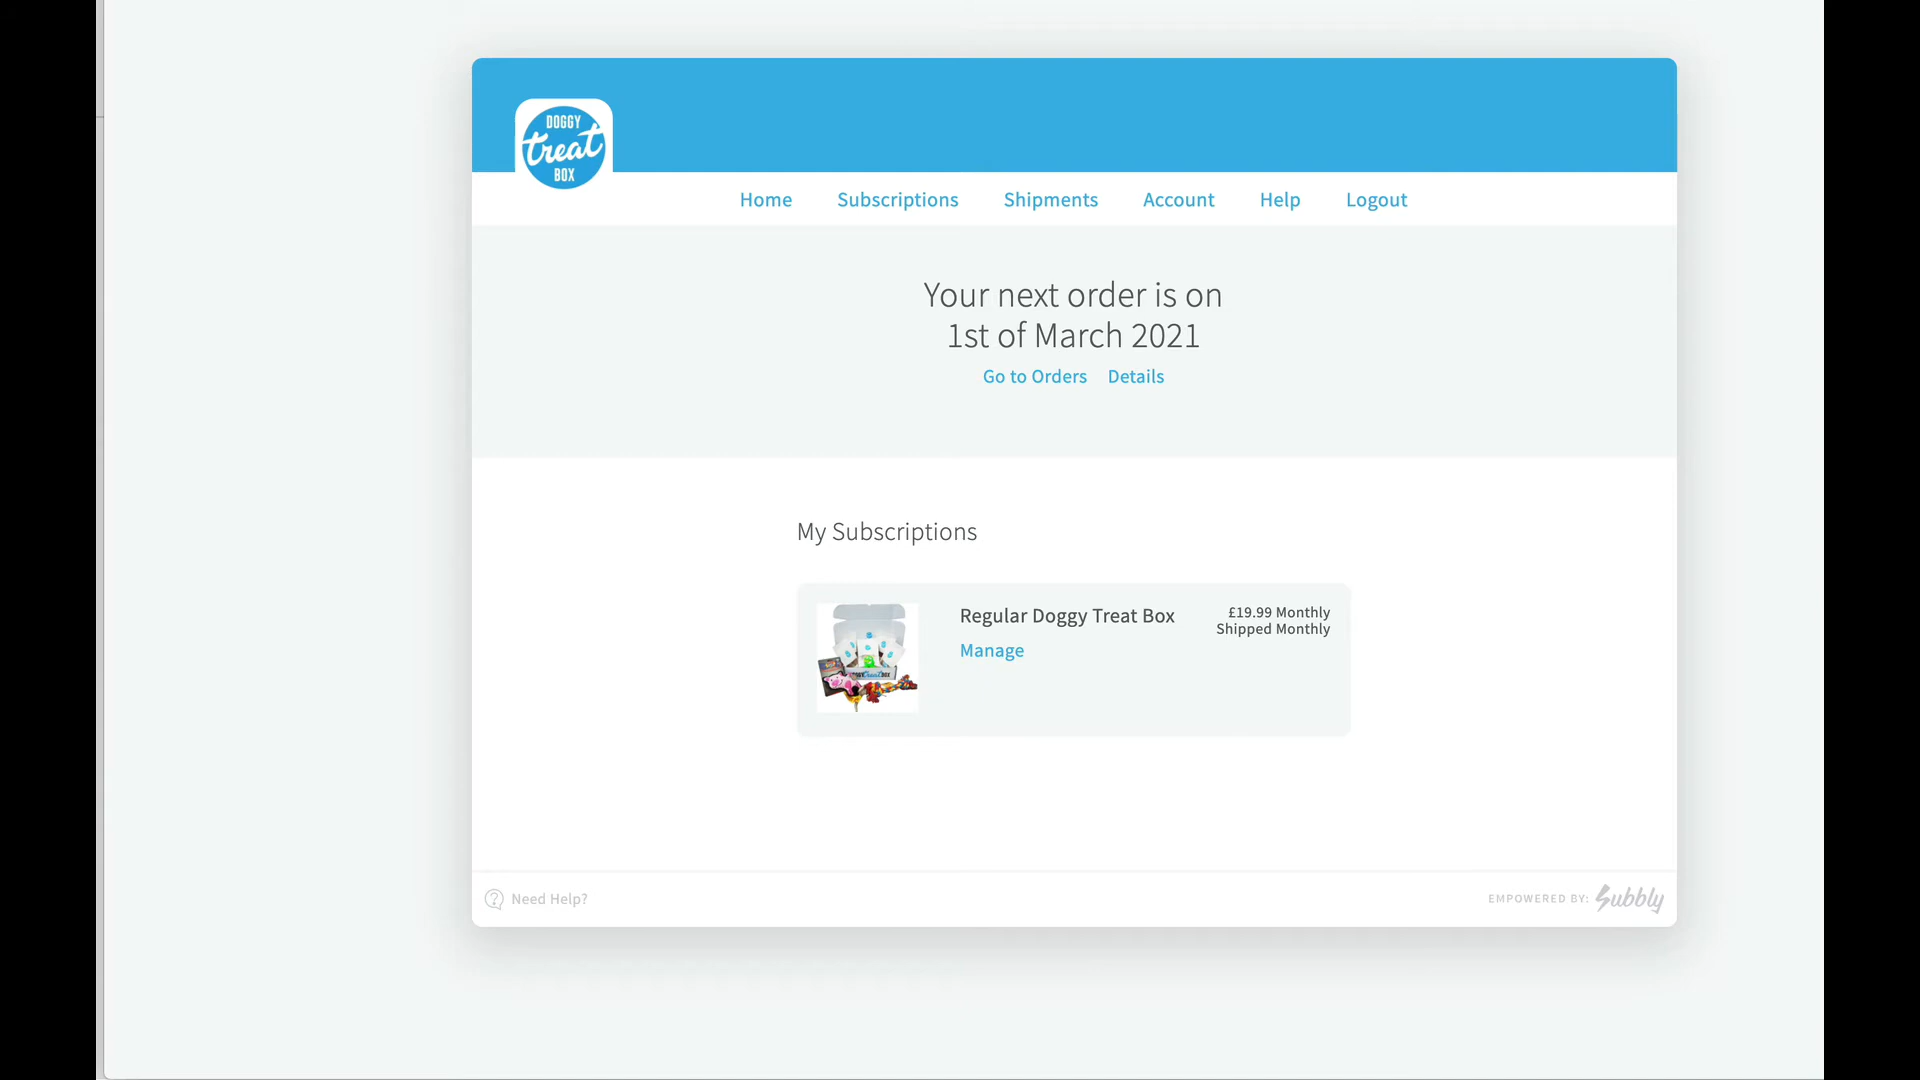 DOGGY
treat
BOX
Home Subscriptions Shipments Account Help Logout
Your next order is on
1st of March 2021
Go to Orders Details
My Subscriptions
Regular Doggy Treat Box
£19.99 Monthly
Shipped Monthly
Manage
Need Help?
EMPOWERED BY: Subbly